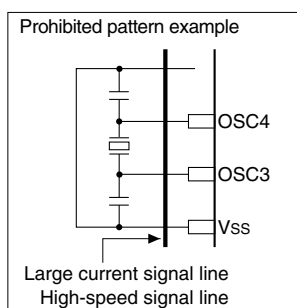 Prohibited pattern example
OSC4
OSC3
VSS
Large current signal line
High-speed signal line